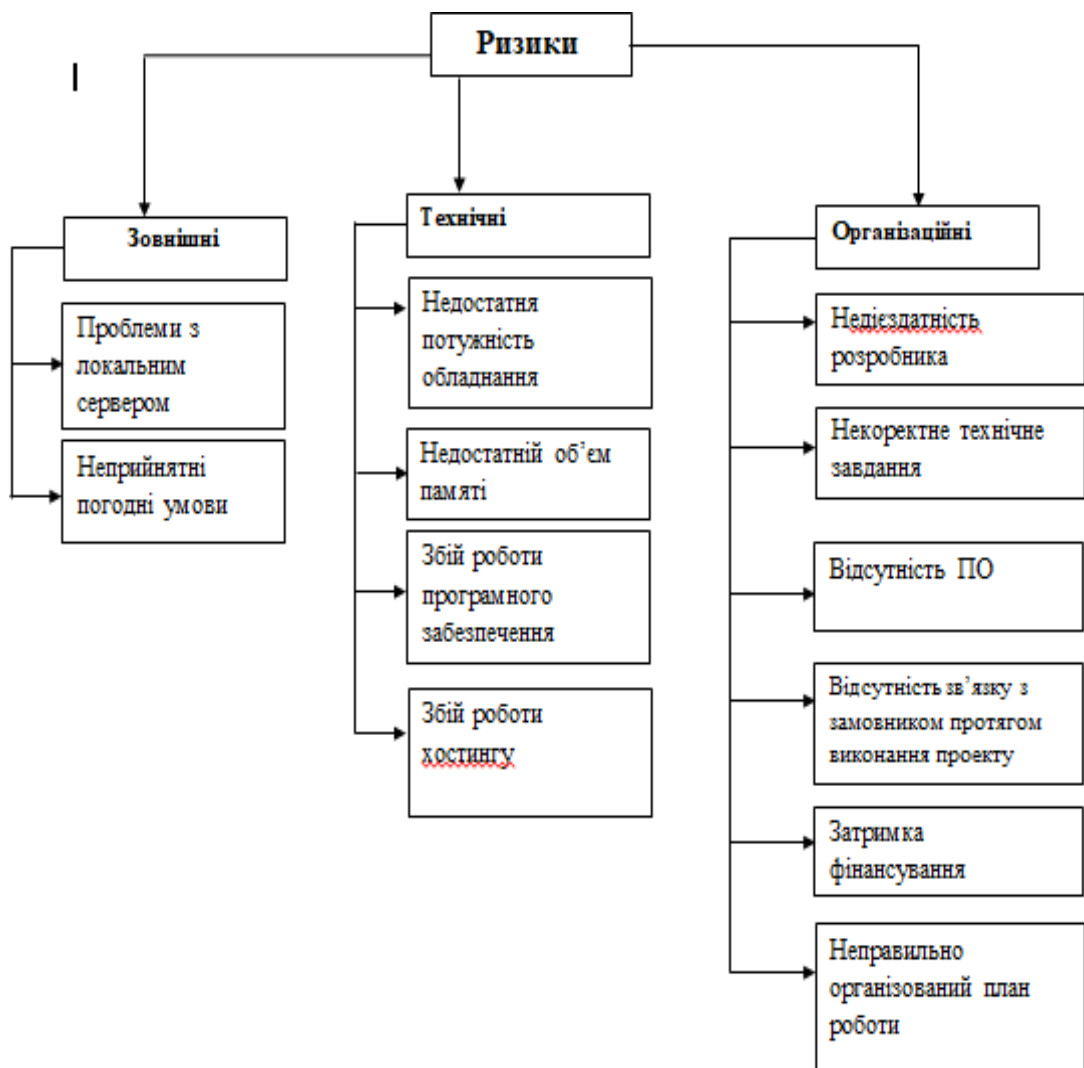 Ризики
Зовнішні
Проблеми з
локальним
сервером
Неприйнятні
погодні умови
Технічні
Недостатня
потужність
обладнання
Недостатній об’єм
памяті
Збій роботи
програмного
забезпечення
Збій роботи
хостингу
Організаційні
Недієздатність
розробника
Некоректне технічне
завдання
Відсутність ПО
Відсутність зв’язку з
замовником протягом
виконання проекту
Затримка
фінансування
Неправильно
організований план
роботи